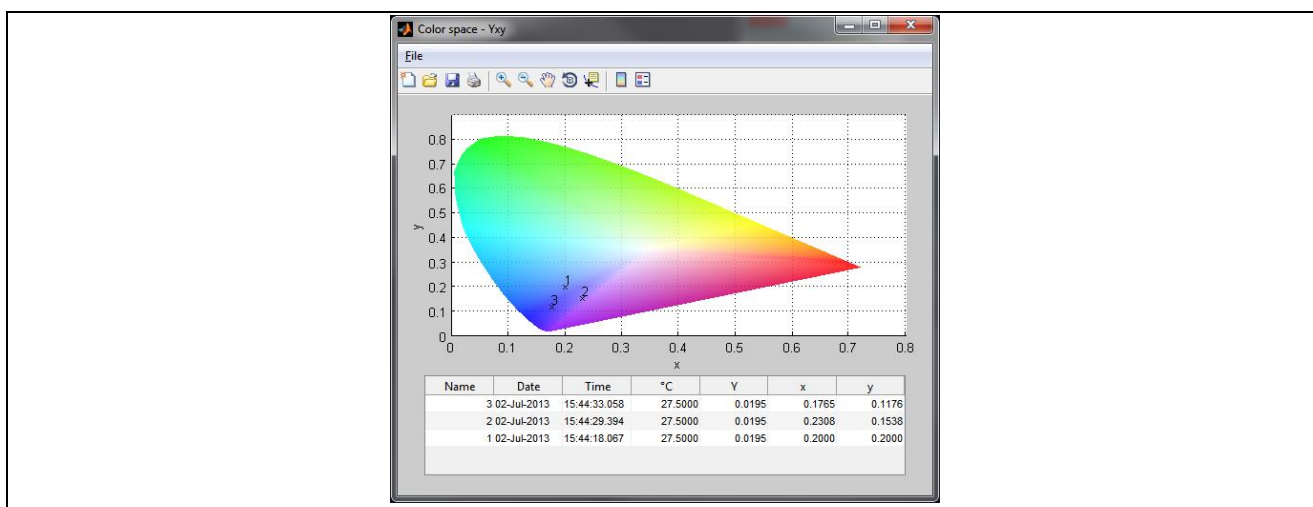 Color space - Yxy
File
0.8
0.7
0.6
0.5
0.4
0.3
0.2
0.1
0
y
1
2
3
0 0.1 0.2 0.3 0.4 0.5 0.6 0.7 0.8
x
Name Date Time °C Y x y
3 02-Jul-2013 15:44:33.058 27.5000 0.0195 0.1765 0.1176
2 02-Jul-2013 15:44:29.394 27.5000 0.0195 0.2308 0.1538
1 02-Jul-2013 15:44:18.067 27.5000 0.0195 0.2000 0.2000